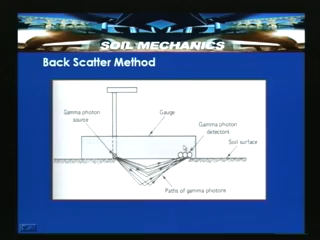 SOIL MECHANICS
Back Scatter Method
Gamma photon
source
Gauge
Gamma photon
detectors
Soil surface
Paths of gamma photons